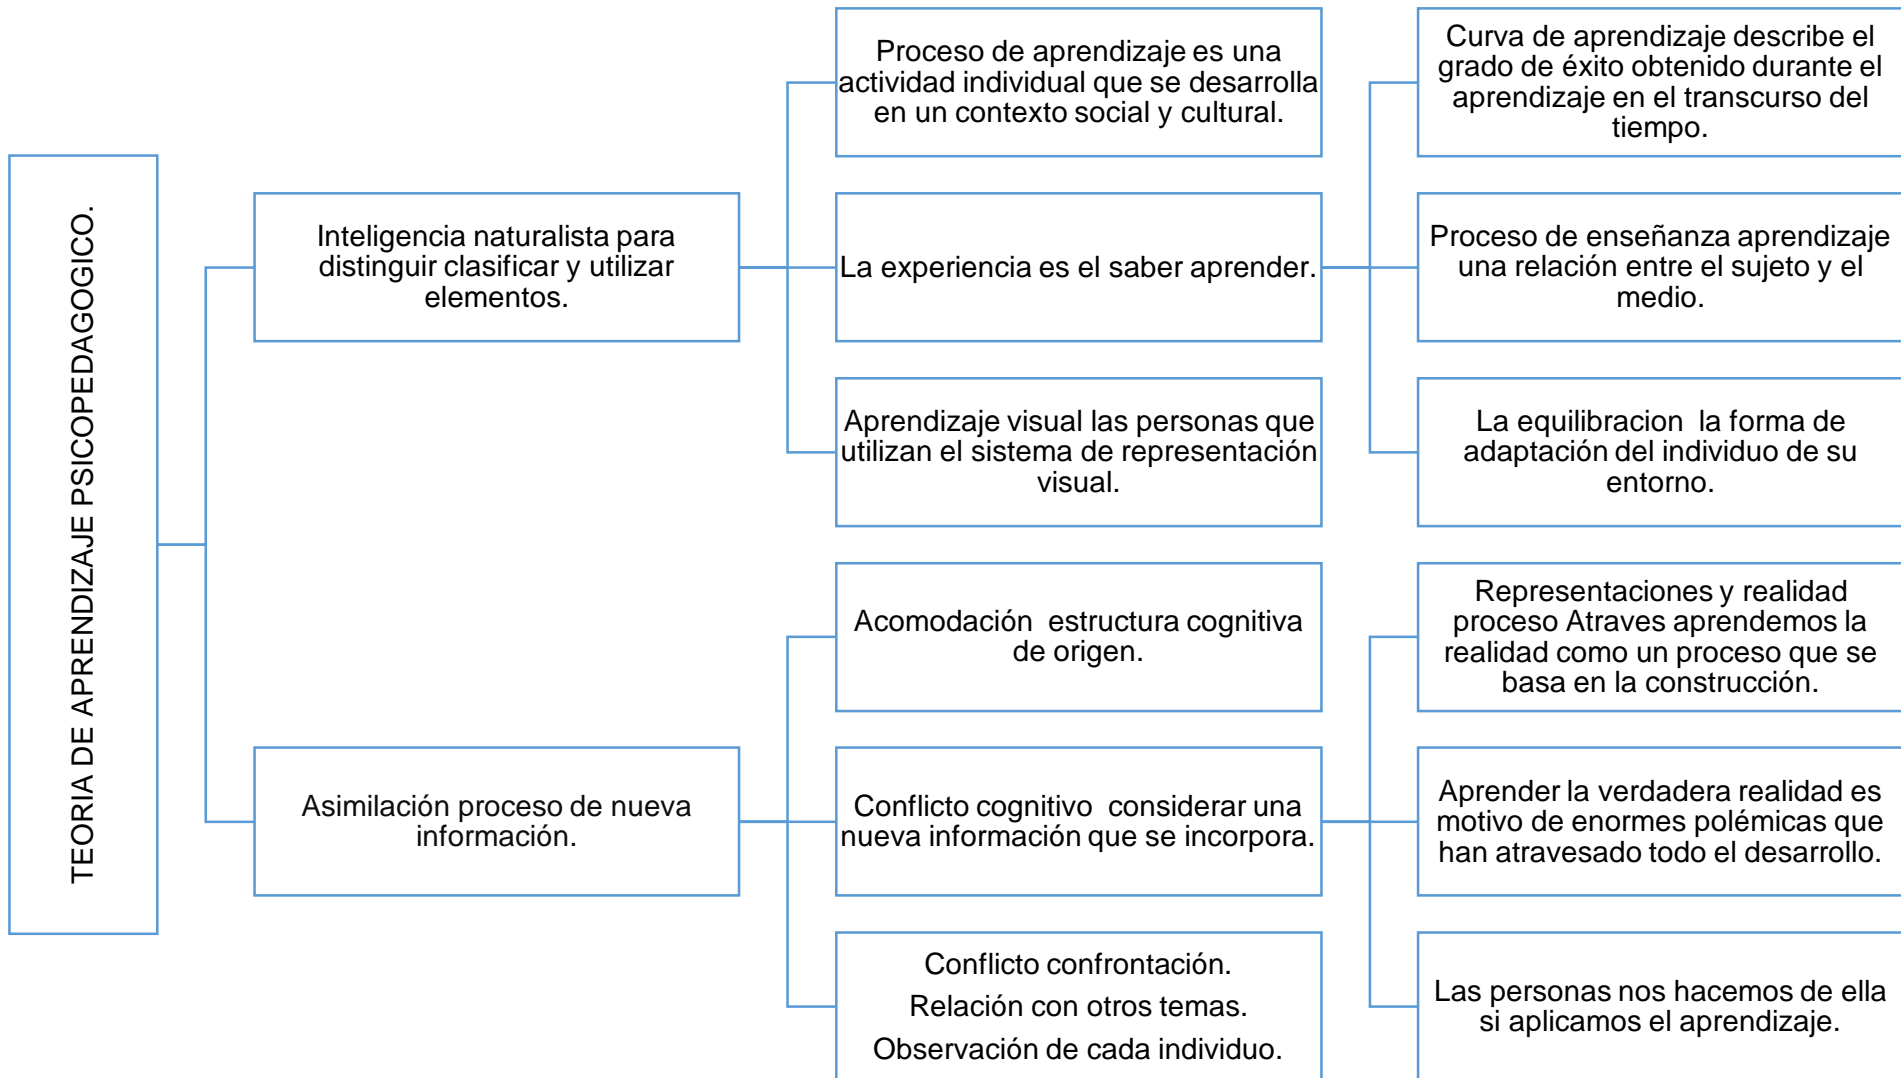 TEORIA DE APRENDIZAJE PSICOPEDAGOGICO.
Inteligencia naturalista para
distinguir clasificar y utilizar
elementos.
Proceso de aprendizaje es una
actividad individual que se desarrolla
en un contexto social y cultural.
La experiencia es el saber aprender.
Curva de aprendizaje describe el
grado de éxito obtenido durante el
aprendizaje en el transcurso del
tiempo.
Proceso de enseñanza aprendizaje
una relación entre el sujeto y el
medio.
La equilibracion  la forma de
adaptación del individuo de su
entorno.
Aprendizaje visual las personas que
utilizan el sistema de representación
visual.
Asimilación proceso de nueva
información.
Acomodación  estructura cognitiva
de origen.
Conflicto cognitivo  considerar una
nueva información que se incorpora.
Representaciones y realidad
proceso Atraves aprendemos la
realidad como un proceso que se
basa en la construcción.
Aprender la verdadera realidad es
motivo de enormes polémicas que
han atravesado todo el desarrollo.
Las personas nos hacemos de ella
si aplicamos el aprendizaje.
Conflicto confrontación.
Relación con otros temas.
Observación de cada individuo.